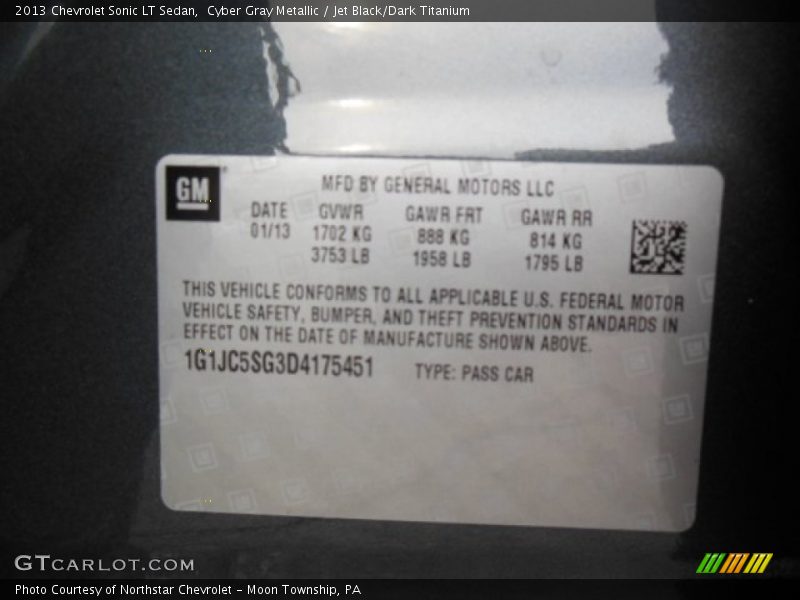 2013 Chevrolet Sonic LT Sedan,  Cyber Gray Metallic / Jet Black/Dark Titanium
GM
MFD BY GENERAL MOTORS LLC
DATE GVWR GAWR FRT GAWR RR
01/13 1702 KG 888 KG 814 KG
3753 LB 1958 LB 1795 LB
THIS VEHICLE CONFORMS TO ALL APPLICABLE U.S. FEDERAL MOTOR
VEHICLE SAFETY, BUMPER, AND THEFT PREVENTION STANDARDS IN
EFFECT ON THE DATE OF MANUFACTURE SHOWN ABOVE.
1G1JC5SG3D4175451 TYPE: PASS CAR
GTCARLOT.COM
Photo Courtesy of Northstar Chevrolet - Moon Township, PA